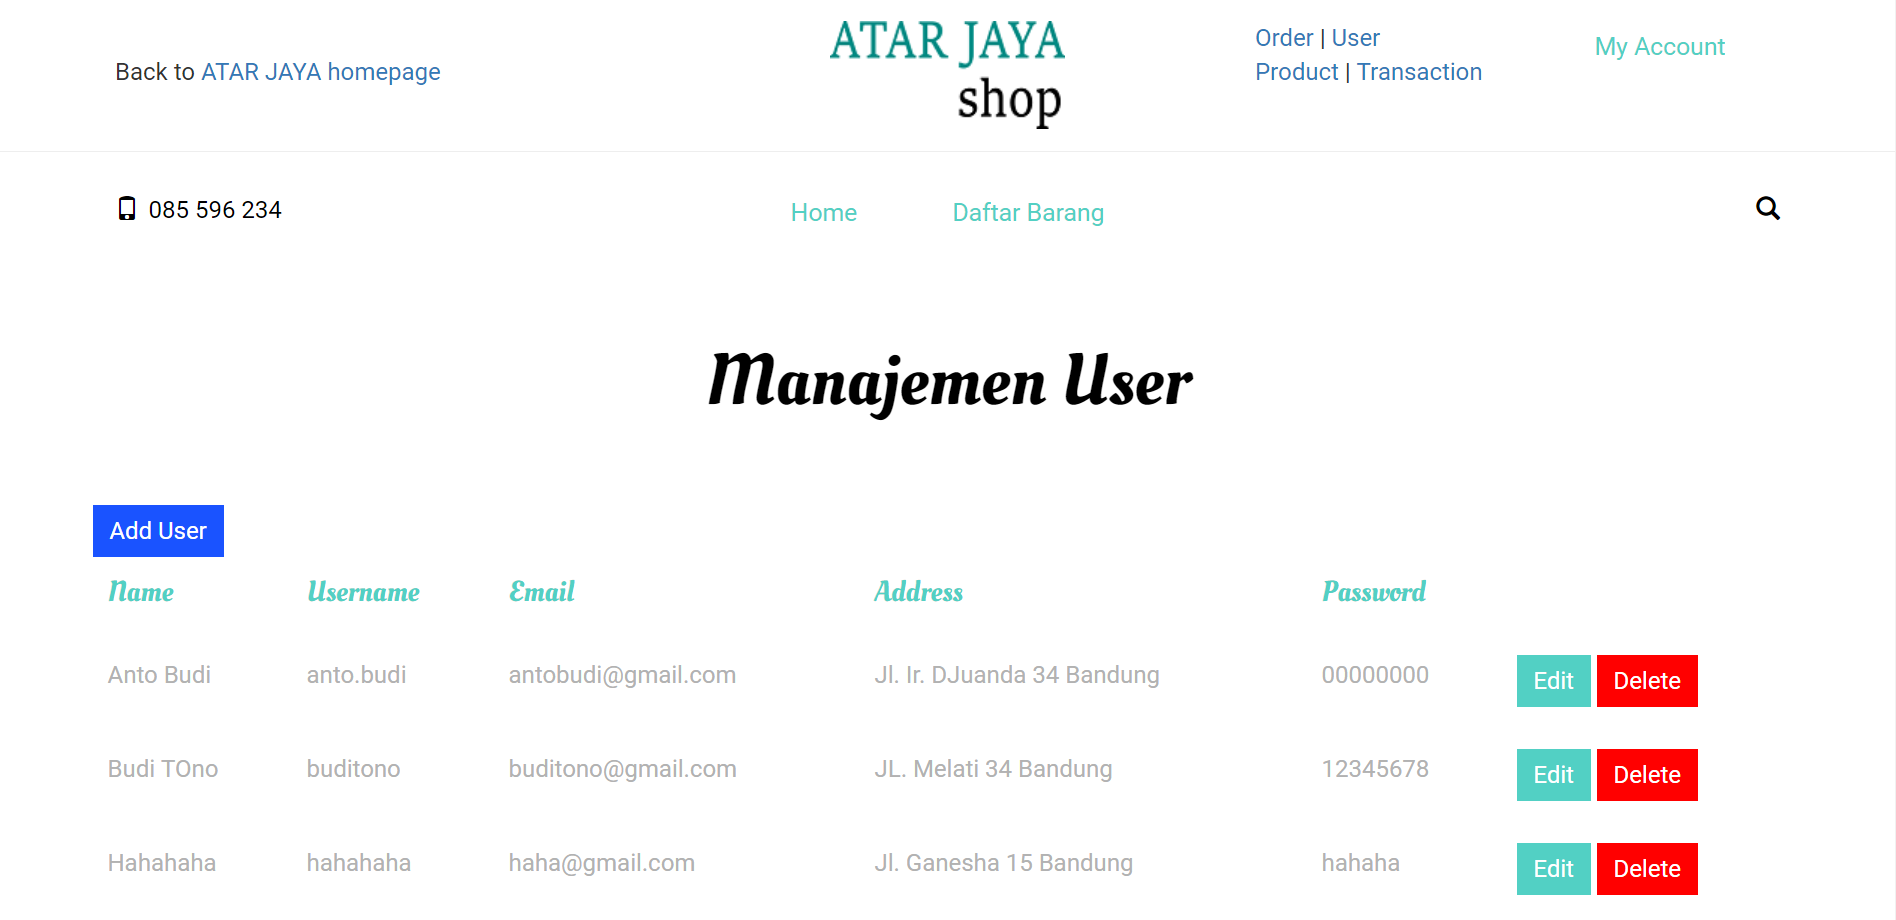 Back to ATAR JAYA homepage
ATAR JAYA
shop
Order | User
Product | Transaction
My Account
085 596 234
Home
Daftar Barang
Manajemen User
Add User
Name Username Email Address Password
Anto Budi anto.budi antobudi@gmail.com Jl. Ir. DJuanda 34 Bandung 00000000 Edit Delete
Budi TOno buditono buditono@gmail.com JL. Melati 34 Bandung 12345678 Edit Delete
Hahahaha hahahaha haha@gmail.com Jl. Ganesha 15 Bandung hahaha Edit Delete